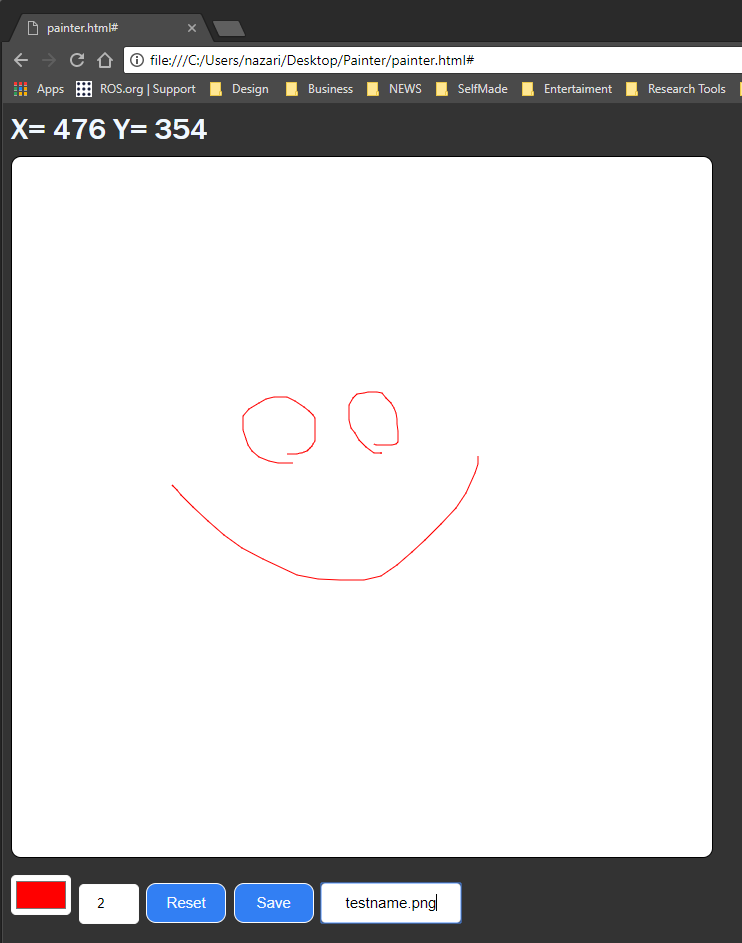 painter.html#
file:///C:/Users/nazari/Desktop/Painter/painter.html#
Apps ROS.org | Support Design Business NEWS SelfMade Entertaiment Research Tools
X= 476 Y= 354
2 Reset Save testname.png